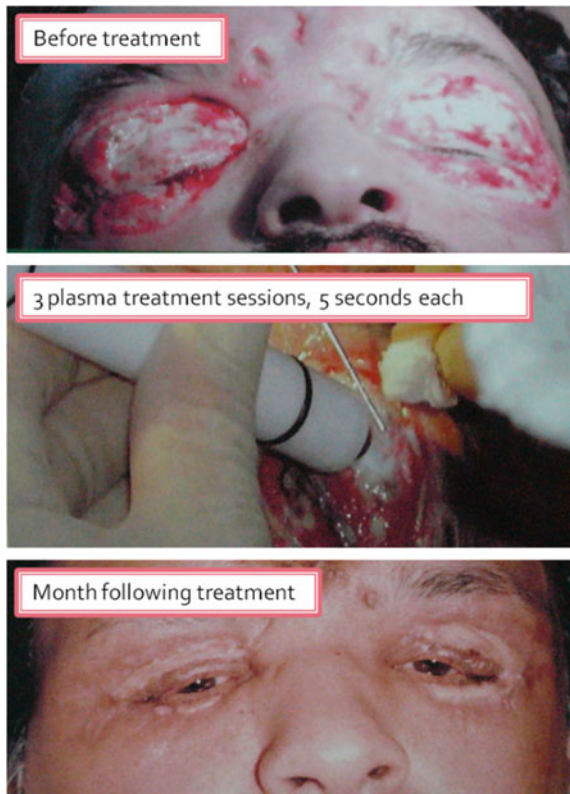 Before treatment
3 plasma treatment sessions, 5 seconds each
Month following treatment